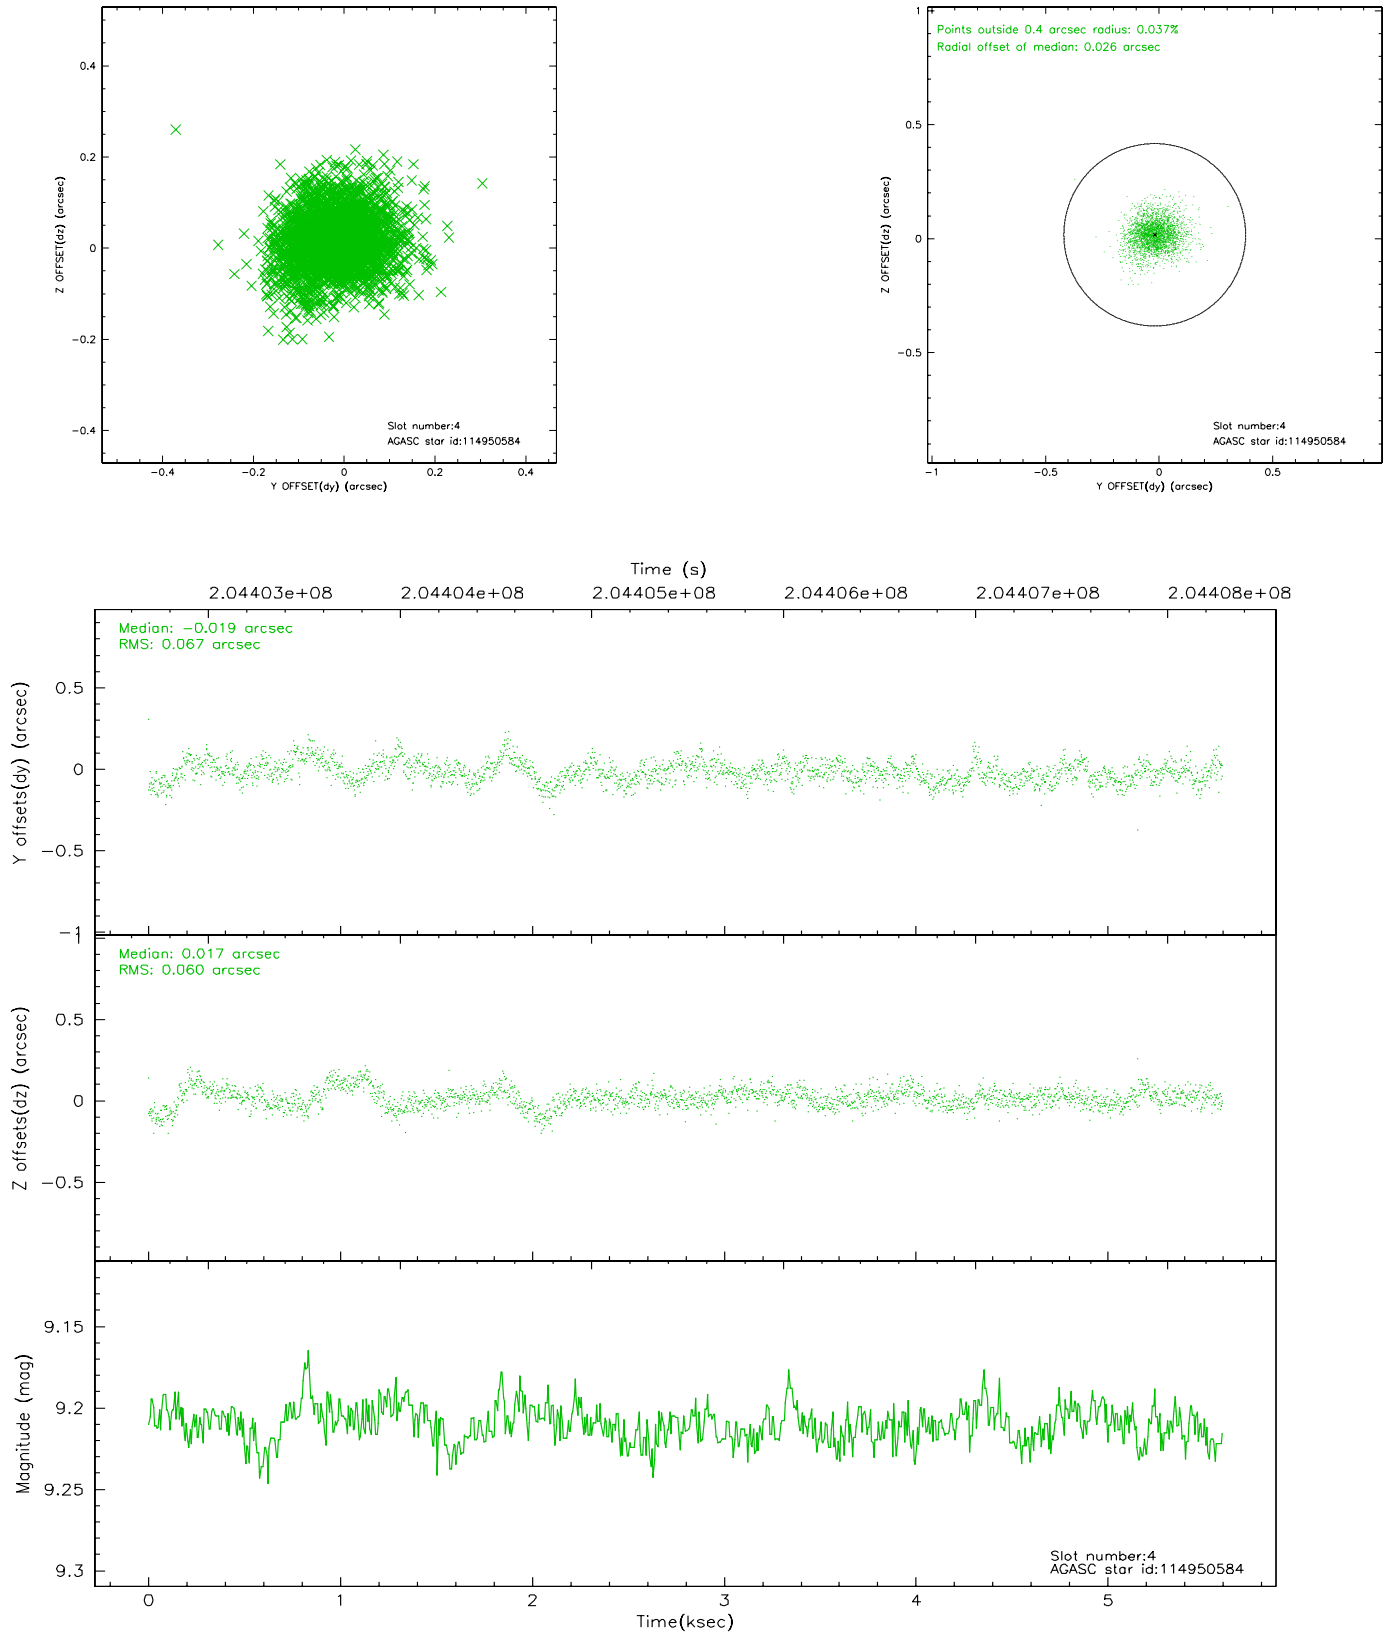 0.4
0.2
0
−0.2
−0.4
Z OFFSET(dz) (arcsec)
Slot number:4
AGASC star id:114950584
−0.4 −0.2 0 0.2 0.4
Y OFFSET(dy) (arcsec)
Points outside 0.4 arcsec radius: 0.037%
Radial offset of median: 0.026 arcsec
1
0.5
0
−0.5
Z OFFSET(dz) (arcsec)
Slot number:4
AGASC star id:114950584
−1 −0.5 0 0.5
Y OFFSET(dy) (arcsec)
Time (s)
2.04403e+08 2.04404e+08 2.04405e+08 2.04406e+08 2.04407e+08 2.04408e+08
Median: −0.019 arcsec
RMS: 0.067 arcsec
0.5
0
−0.5
−1
Y offsets(dy) (arcsec)
Median: 0.017 arcsec
RMS: 0.060 arcsec
1
0.5
0
−0.5
Z offsets(dz) (arcsec)
9.15
9.2
9.25
9.3
Magnitude (mag)
Slot number:4
AGASC star id:114950584
0 1 2 3 4 5
Time(ksec)